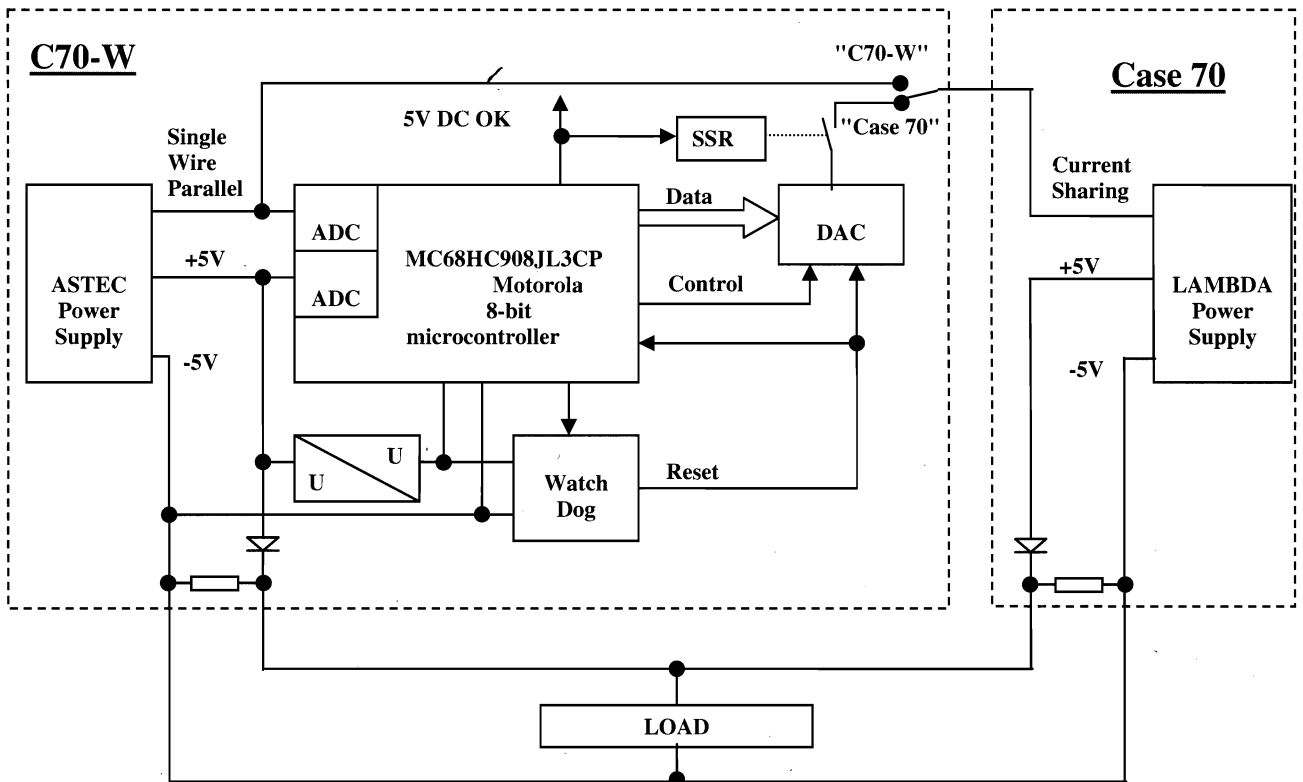 C70-W
"C70-W"
Case 70
5V DC OK
"Case 70"
SSR
Single
Wire
Parallel
Current
Sharing
Data
ADC
DAC
+5V
MC68HC908JL3CP
Motorola
8-bit
microcontroller
+5V
ASTEC
Power
Supply
ADC
Control
LAMBDA
Power
Supply
-5V
-5V
U
U
Watch
Dog
Reset
LOAD